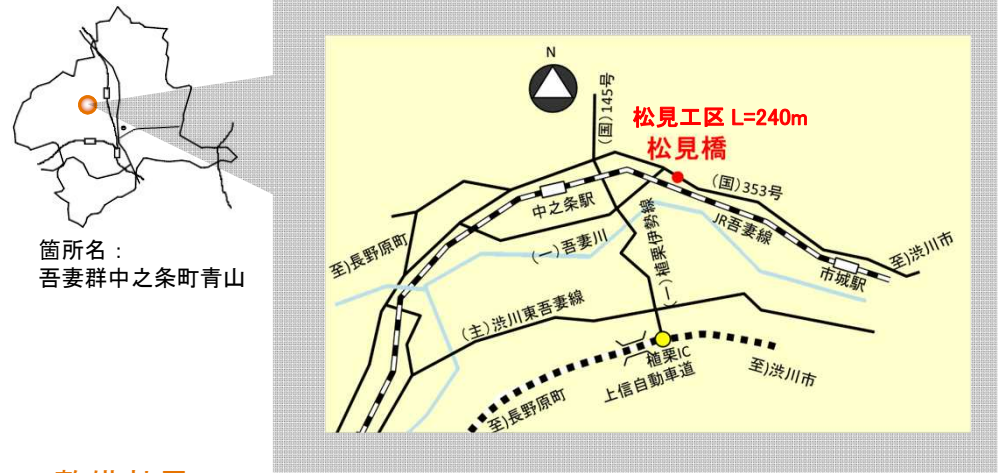 N
(国)145号
松見工区 L=240m
松見橋
(国)353号
中之条駅
JR吾妻線
(一)吾妻川
(一)植栗伊勢線
至)長野原町
至)渋川市
市城駅
(主)渋川東吾妻線
植栗IC
上信自動車道
至)渋川市
至)長野原町
箇所名：
吾妻群中之条町青山